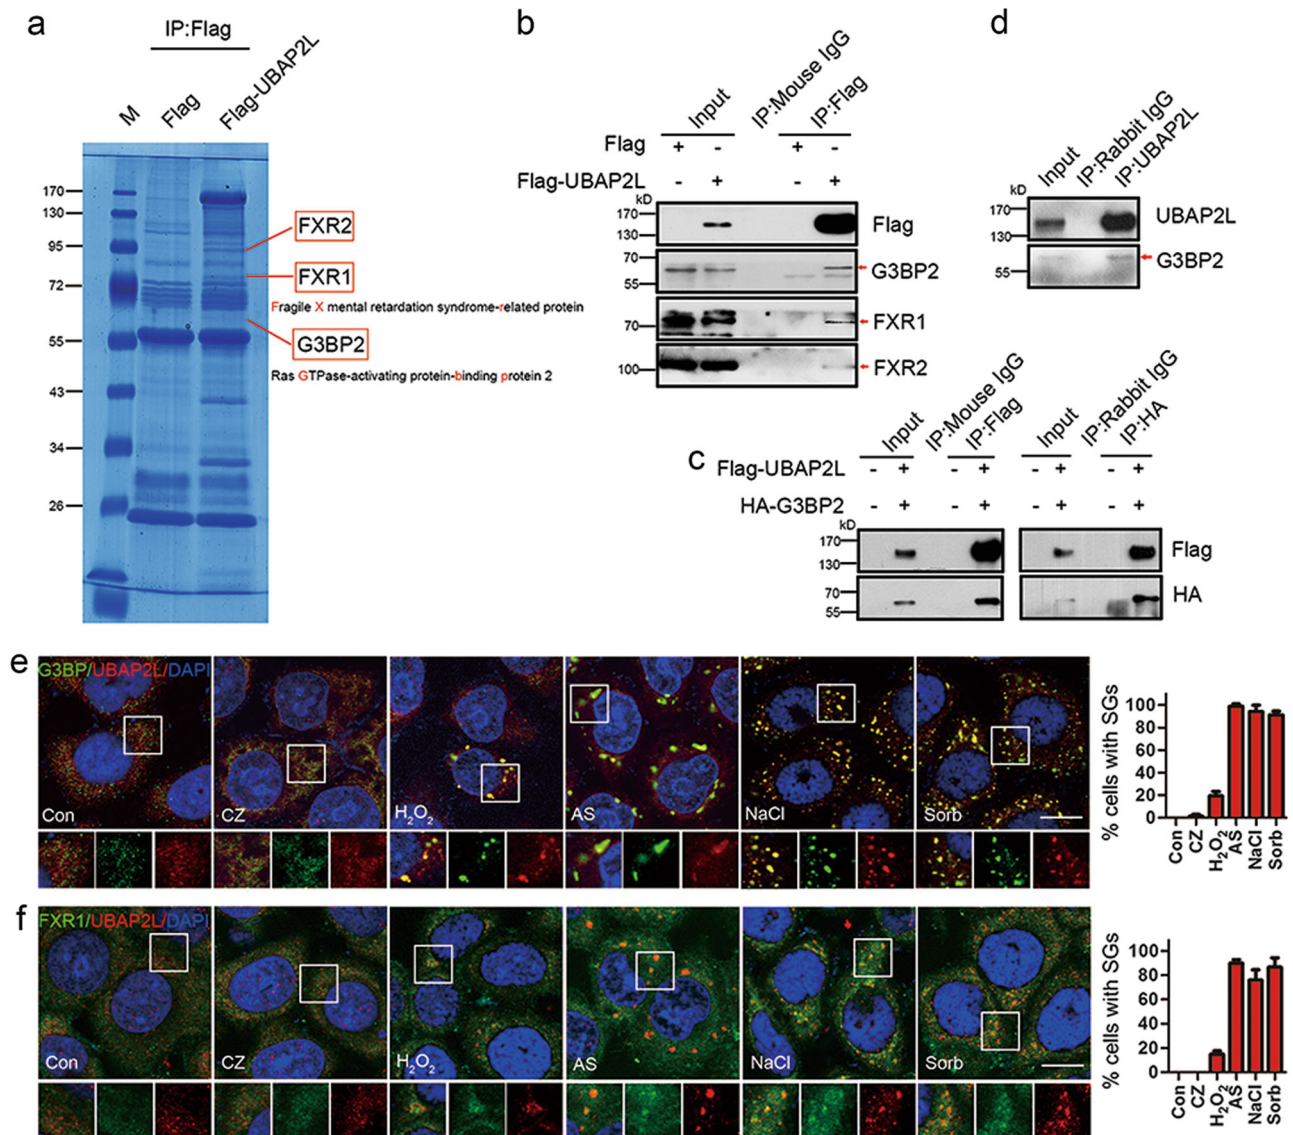 a
IP:Flag
M
Flag
Flag-UBAP2L
170
130
95
72
55
43
34
26
FXR2
FXR1
Fragile X mental retardation syndrome-related protein
G3BP2
Ras GTPase-activating protein-binding protein 2
b
Input
IP:Mouse IgG
IP:Flag
Flag + - - + -
Flag-UBAP2L - + - +
kD
170
130
Flag
70
55
G3BP2
70
FXR1
100
FXR2
d
Input
IP:Rabbit IgG
IP:UBAP2L
kD
170
130
UBAP2L
55
G3BP2
c
Input
IP:Mouse IgG
IP:Flag
Input
IP:Rabbit IgG
IP:HA
Flag-UBAP2L - + - + - + - +
HA-G3BP2 - + - + - + - +
kD
170
130
Flag
70
55
HA
e
G3BP/UBAP2L/DAPI
Con
CZ
H2O2
AS
NaCl
Sorb
% cells with SGs
100
80
60
40
20
0
Con
CZ
H2O2
AS
NaCl
Sorb
f
FXR1/UBAP2L/DAPI
Con
CZ
H2O2
AS
NaCl
Sorb
% cells with SGs
100
80
60
40
20
0
Con
CZ
H2O2
AS
NaCl
Sorb